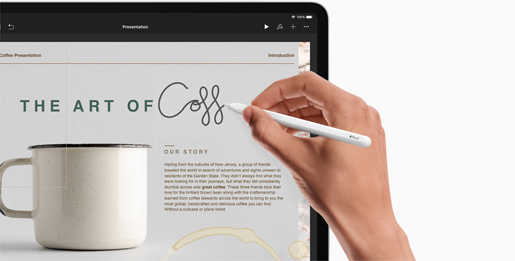 100%
Presentation
Coffee Presentation
Introduction
THE ART OF Coff
OUR STORY
Hailing from the suburbs of New Jersey, a group of friends
traveled the world in search of adventures and sights unseen to
residents of the Garden State. They didn't always find what they
were looking for in their journeys, but what they did consistently
stumble across was great coffee. These three friends took their
love for the brilliant brown bean along with the craftsmanship
learned from coffee stewards across the world to bring to you the
most global, handcrafted and delicious coffee you can find.
Without a suitcase or plane ticket.